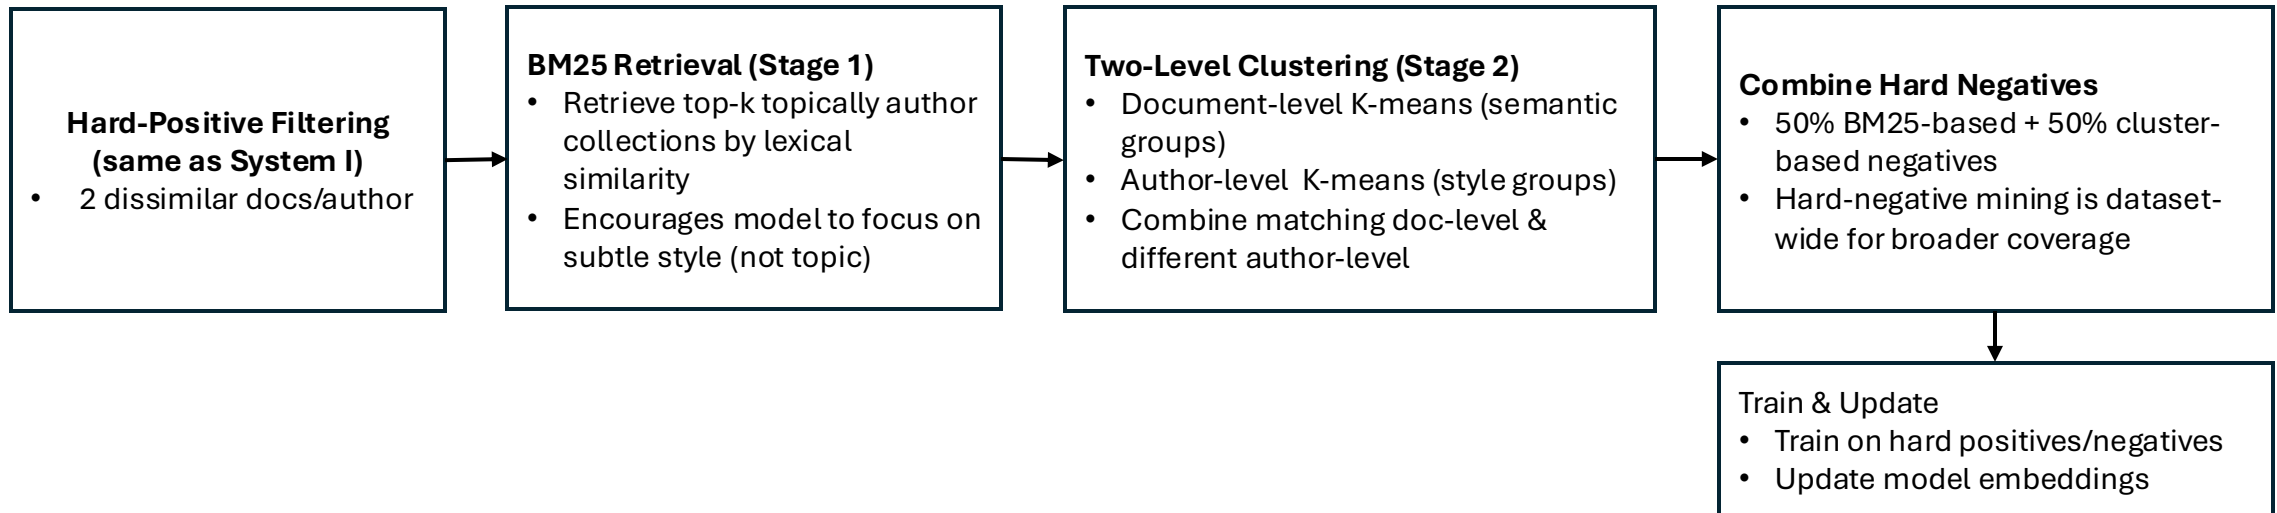 Hard-Positive Filtering
(same as System I)
• 2 dissimilar docs/author
BM25 Retrieval (Stage 1)
• Retrieve top-k topically author
collections by lexical
similarity
• Encourages model to focus on
subtle style (not topic)
Two-Level Clustering (Stage 2)
• Document-level K-means (semantic
groups)
• Author-level K-means (style groups)
• Combine matching doc-level &
different author-level
Combine Hard Negatives
• 50% BM25-based + 50% cluster-
based negatives
• Hard-negative mining is dataset-
wide for broader coverage
Train & Update
• Train on hard positives/negatives
• Update model embeddings